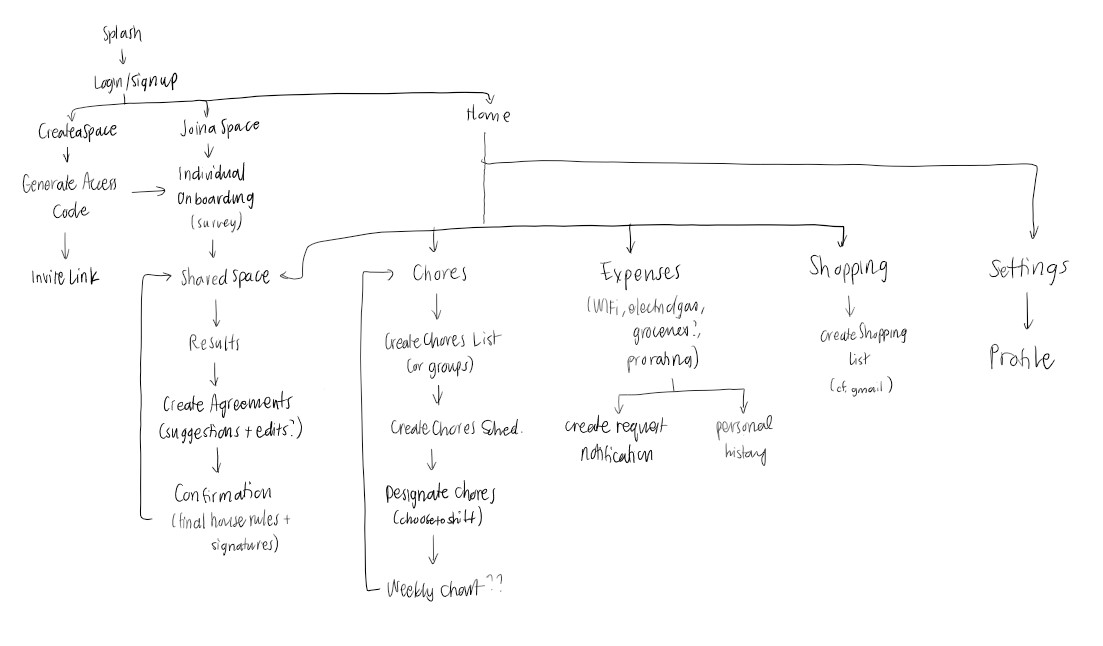 Splash
Login/Signup
Create a Space
Join a Space
Home
Generate Access
Code
Individual
Onboarding
(survey)
Invite Link
Shared Space
Chores
Expenses
Shopping
Settings
Results
Create Agreements
(suggestions + edits?)
Confirmation
(final house rules +
signatures)
Create Chores List
(or groups)
Create Chores Sched.
Designate Chores
(choose to shift)
Weekly Chart??
(WiFi, electric/gas,
groceries?,
prorating)
create request
notification
personal
history
Create Shopping
List
(cf. gmail)
Profile